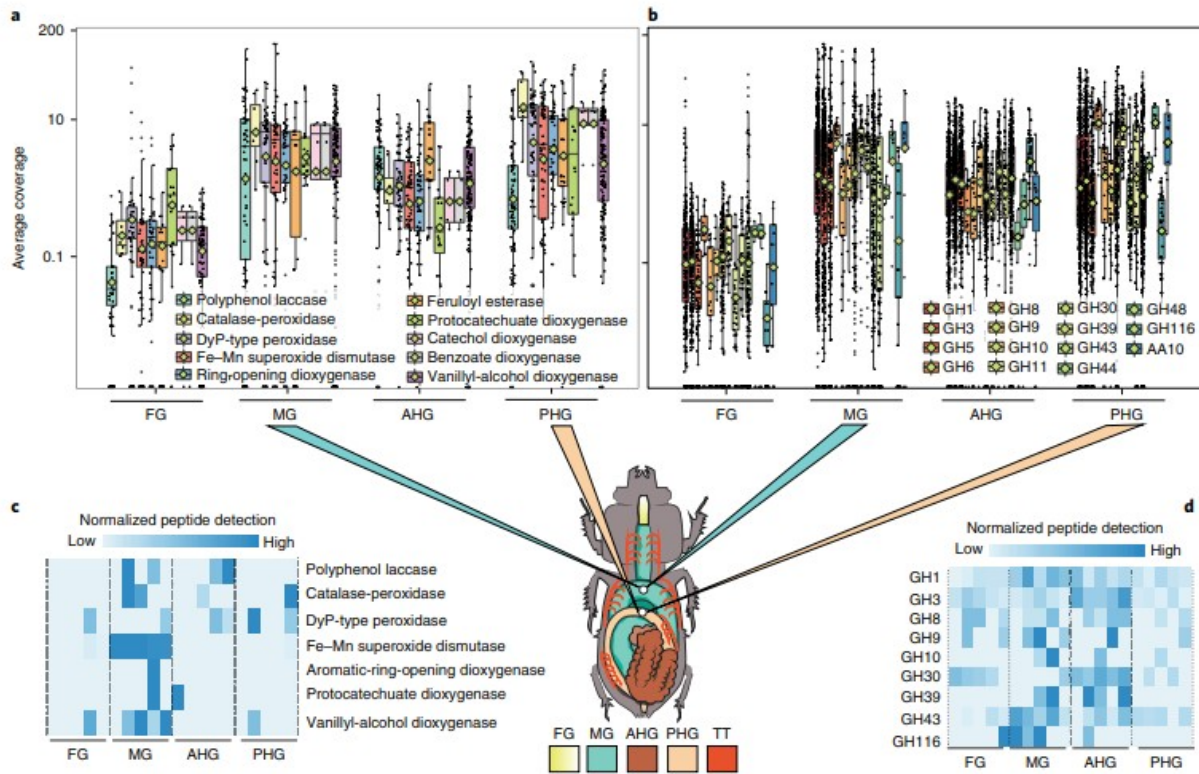 a
b
200
10
0.1
Average coverage
Polyphenol laccase
Catalase-peroxidase
DyP-type peroxidase
Fe–Mn superoxide dismutase
Ring-opening dioxygenase
Feruloyl esterase
Protocatechuate dioxygenase
Catechol dioxygenase
Benzoate dioxygenase
Vanillyl-alcohol dioxygenase
FG MG AHG PHG
GH1
GH3
GH5
GH6
GH8
GH9
GH10
GH11
GH30
GH39
GH43
GH44
GH48
GH116
AA10
FG MG AHG PHG
c
Normalized peptide detection
Low High
Polyphenol laccase
Catalase-peroxidase
DyP-type peroxidase
Fe–Mn superoxide dismutase
Aromatic-ring-opening dioxygenase
Protocatechuate dioxygenase
Vanillyl-alcohol dioxygenase
FG MG AHG PHG
FG MG AHG PHG TT
d
Normalized peptide detection
Low High
GH1
GH3
GH8
GH9
GH10
GH30
GH39
GH43
GH116
FG MG AHG PHG